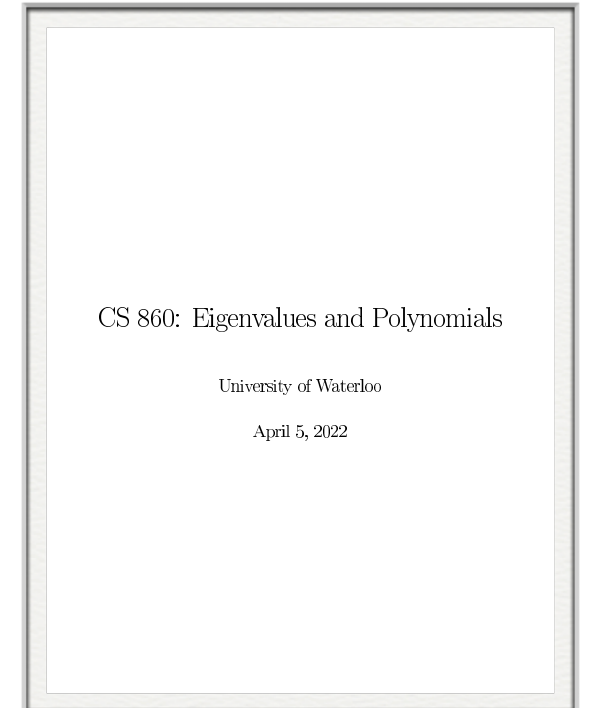 CS 860: Eigenvalues and Polynomials
University of Waterloo
April 5, 2022